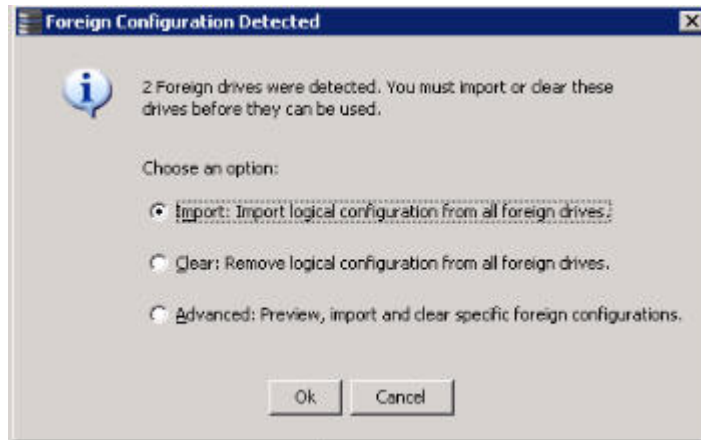 Foreign Configuration Detected
2 Foreign drives were detected. You must import or clear these
drives before they can be used.
Choose an option:
Import: Import logical configuration from all foreign drives.
Clear: Remove logical configuration from all foreign drives.
Advanced: Preview, import and clear specific foreign configurations.
Ok Cancel